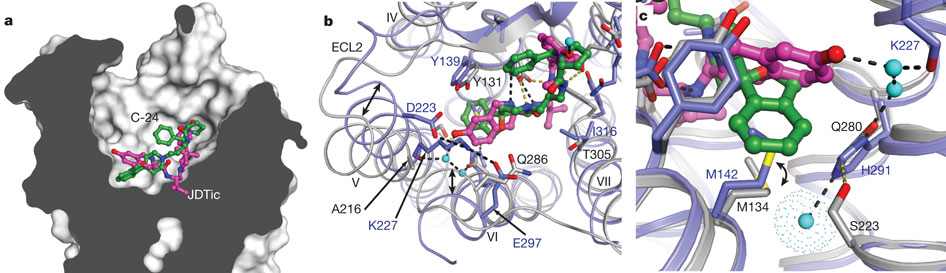 a
C-24
JDTic
b
IV
ECL2
Y139
Y131
D223
I316
T305
Q286
V
VII
A216
K227
VI
E297
c
K227
Q280
M142
H291
M134
S223